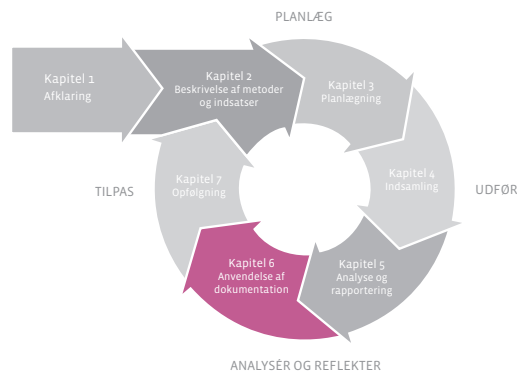 PLANLÆG
Kapitel 1
Afklaring
Kapitel 2
Beskrivelse af metoder
og indsatser
Kapitel 3
Planlægning
Kapitel 4
Indsamling
UDFØR
Kapitel 5
Analyse og
rapportering
Kapitel 6
Anvendelse af
dokumentation
ANALYSÉR OG REFLEKTER
Kapitel 7
Opfølgning
TILPAS